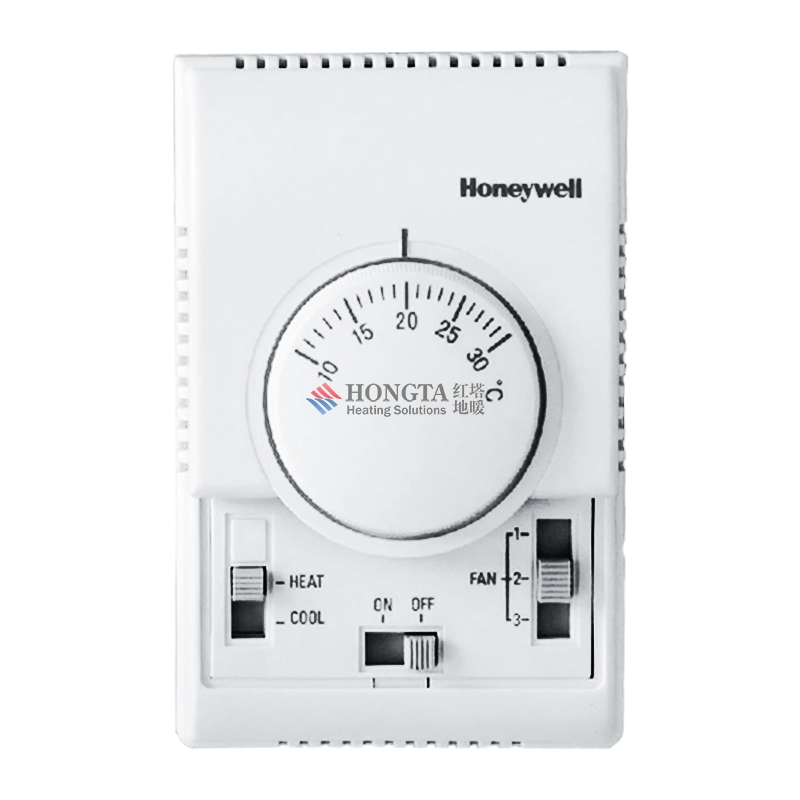 Honeywell
10 15 20 25 30 °C
HONGTA 红塔
Heating Solutions 地暖
HEAT
COOL
ON OFF
FAN
1
2
3